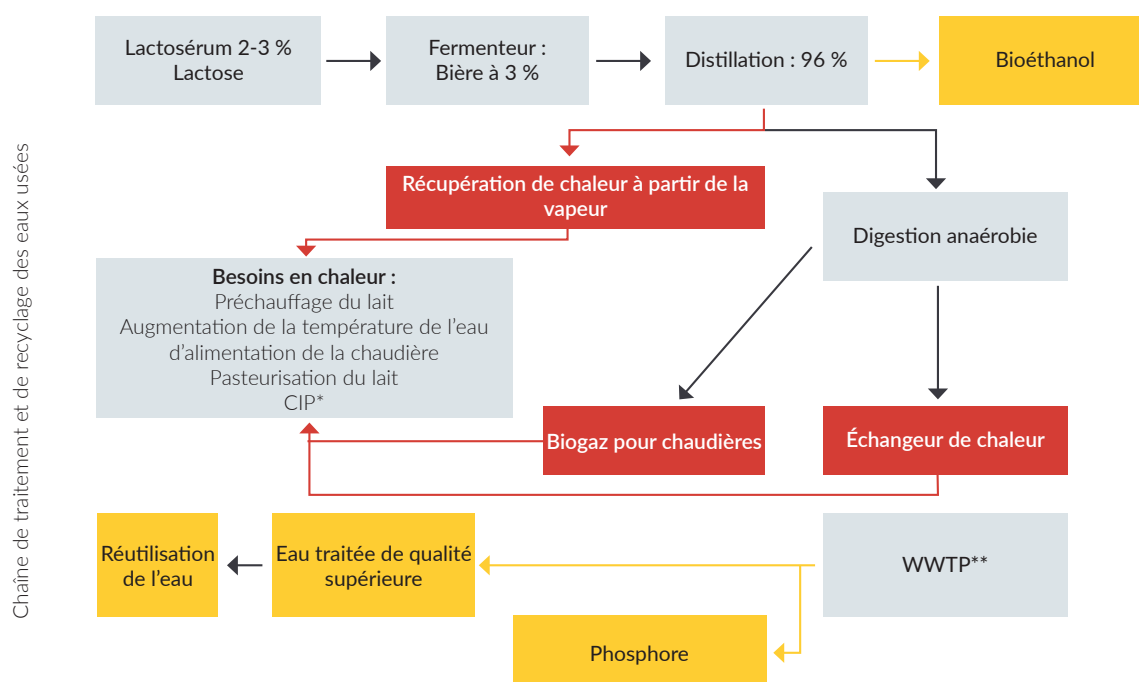 Chaîne de traitement et de recyclage des eaux usées
Lactosérum 2-3 %
Lactose
Fermenteur :
Bière à 3 %
Distillation : 96 %
Bioéthanol
Récupération de chaleur à partir de la
vapeur
Digestion anaérobie
Besoins en chaleur :
Préchauffage du lait
Augmentation de la température de l'eau
d'alimentation de la chaudière
Pasteurisation du lait
CIP*
Biogaz pour chaudières
Échangeur de chaleur
Réutilisation
de l'eau
Eau traitée de qualité
supérieure
WWTP**
Phosphore